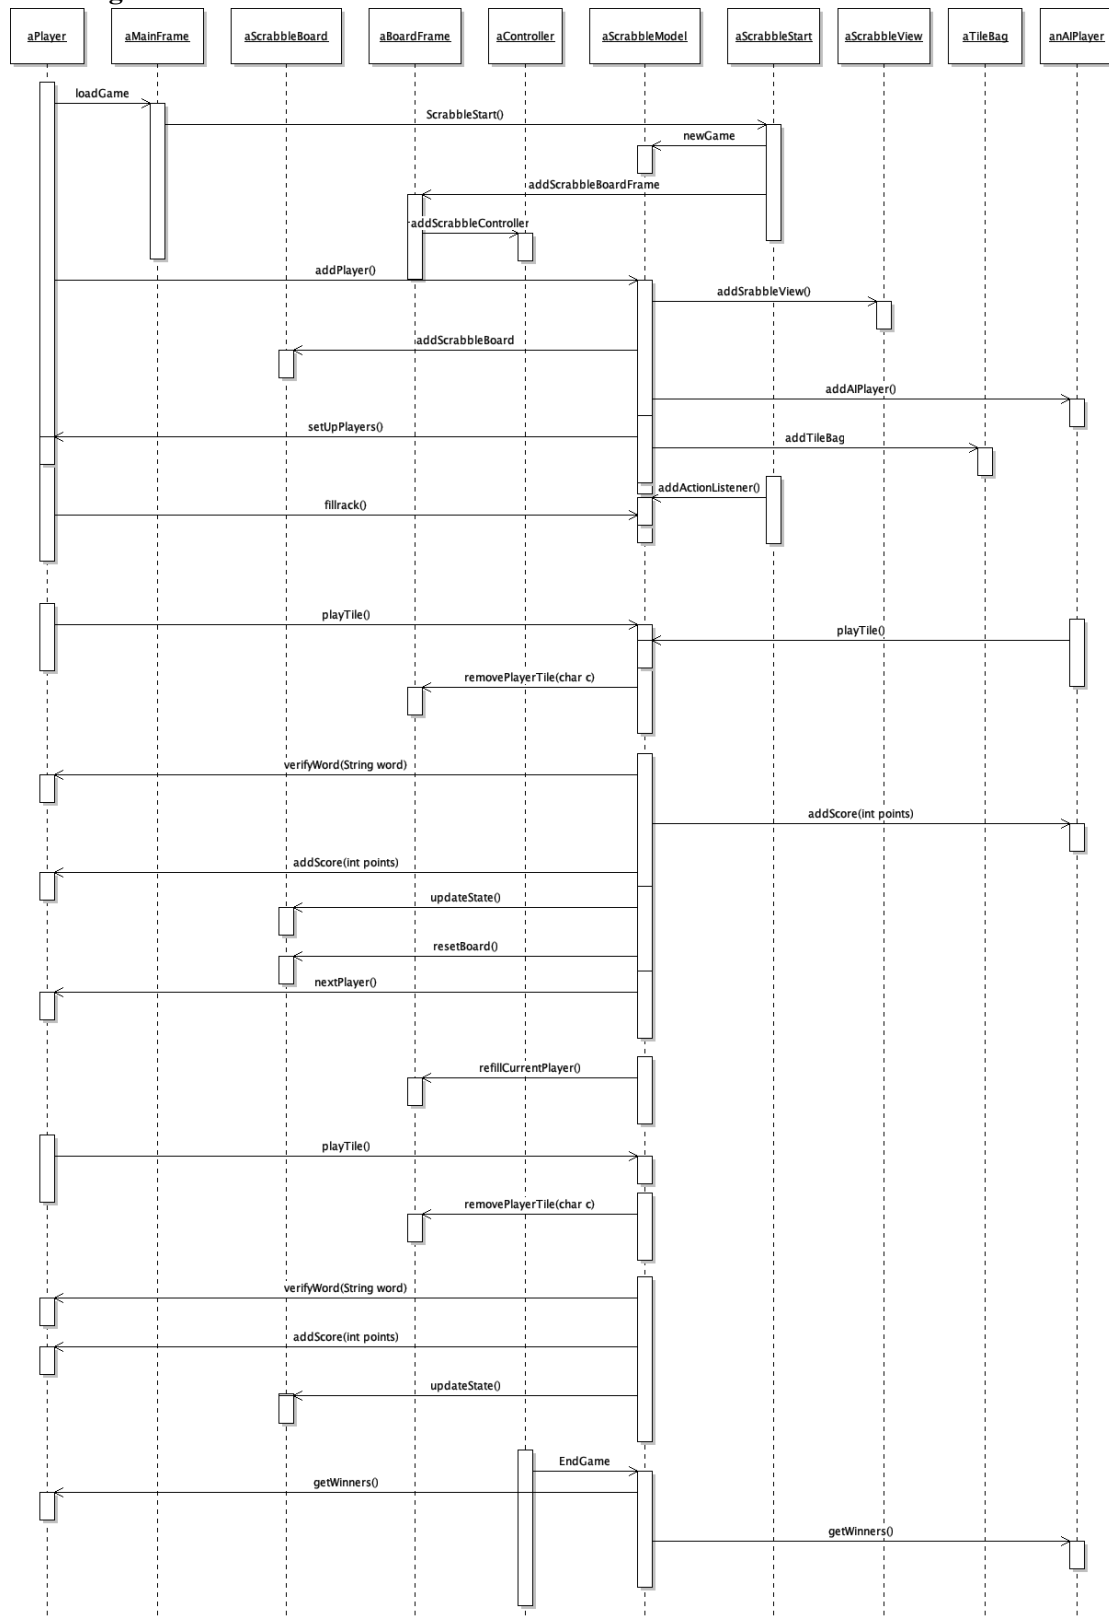 aPlayer aMainFrame aScrabbleBoard aBoardFrame aController aScrabbleModel aScrabbleStart aScrabbleView aTileBag anAIPlayer
loadGame
ScrabbleStart()
newGame
addScrabbleBoardFrame
addScrabbleController
addPlayer()
addSrabbleView()
addScrabbleBoard
addAIPlayer()
setUpPlayers()
addTileBag
addActionListener()
fillrack()
playTile()
playTile()
removePlayerTile(char c)
verifyWord(String word)
addScore(int points)
addScore(int points)
updateState()
resetBoard()
nextPlayer()
refillCurrentPlayer()
playTile()
removePlayerTile(char c)
verifyWord(String word)
addScore(int points)
updateState()
EndGame
getWinners()
getWinners()